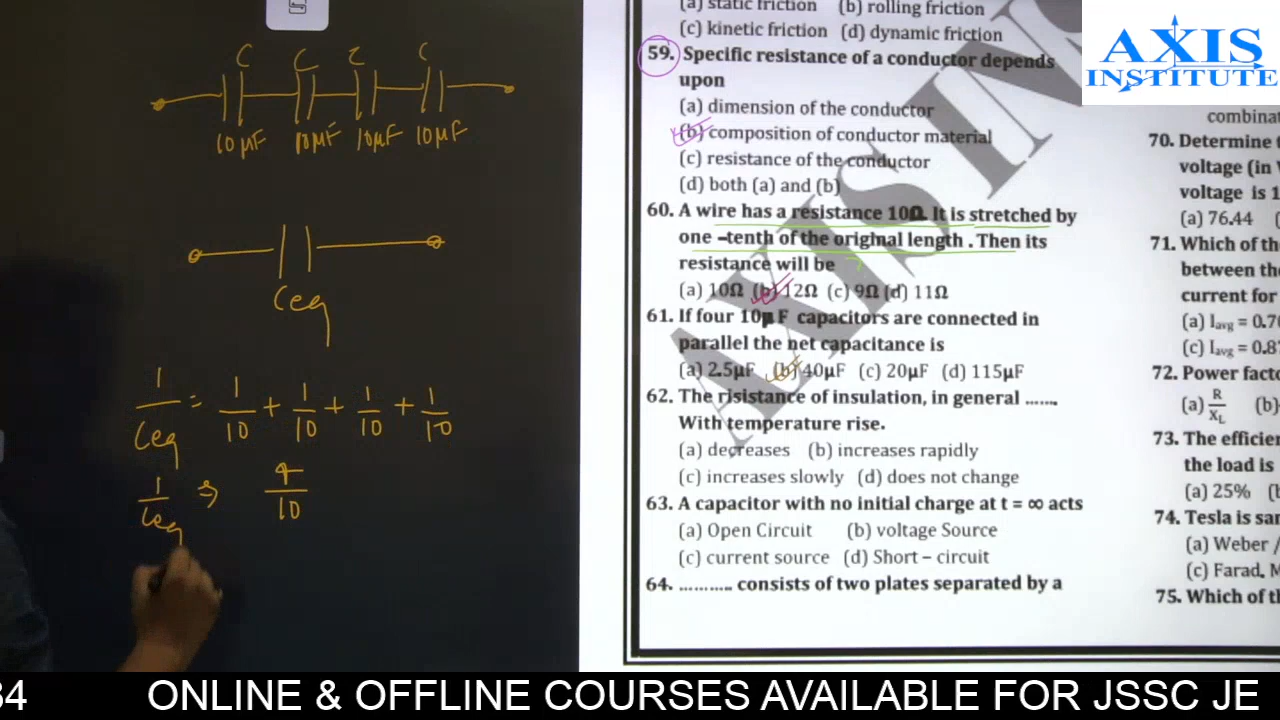 C C C C
10μF 10μF 10μF 10μF
Ceq
1/Ceq = 1/10 + 1/10 + 1/10 + 1/10
1/Ceq ⇒ 4/10
(a) static friction (b) rolling friction
(c) kinetic friction (d) dynamic friction
59. Specific resistance of a conductor depends
upon
(a) dimension of the conductor
(b) composition of conductor material
(c) resistance of the conductor
(d) both (a) and (b)
60. A wire has a resistance 10Ω. It is stretched by
one –tenth of the original length . Then its
resistance will be
(a) 10Ω (b) 12Ω (c) 9Ω (d) 11Ω
61. If four 10μ F capacitors are connected in
parallel the net capacitance is
(a) 2.5μF (b) 40μF (c) 20μF (d) 115μF
62. The risistance of insulation, in general .......
With temperature rise.
(a) decreases (b) increases rapidly
(c) increases slowly (d) does not change
63. A capacitor with no initial charge at t = ∞ acts
(a) Open Circuit (b) voltage Source
(c) current source (d) Short – circuit
64. ........... consists of two plates separated by a
AXIS
INSTITUTE
combinat
70. Determine
voltage (in
voltage is 1
(a) 76.44
71. Which of th
between the
current for
(a) Iavg = 0.70
(c) Iavg = 0.8
72. Power facto
(a) R/XL (b)
73. The efficien
the load is
(a) 25%
74. Tesla is sam
(a) Weber /
(c) Farad. M
75. Which of th
AXIS
34 ONLINE & OFFLINE COURSES AVAILABLE FOR JSSC JE